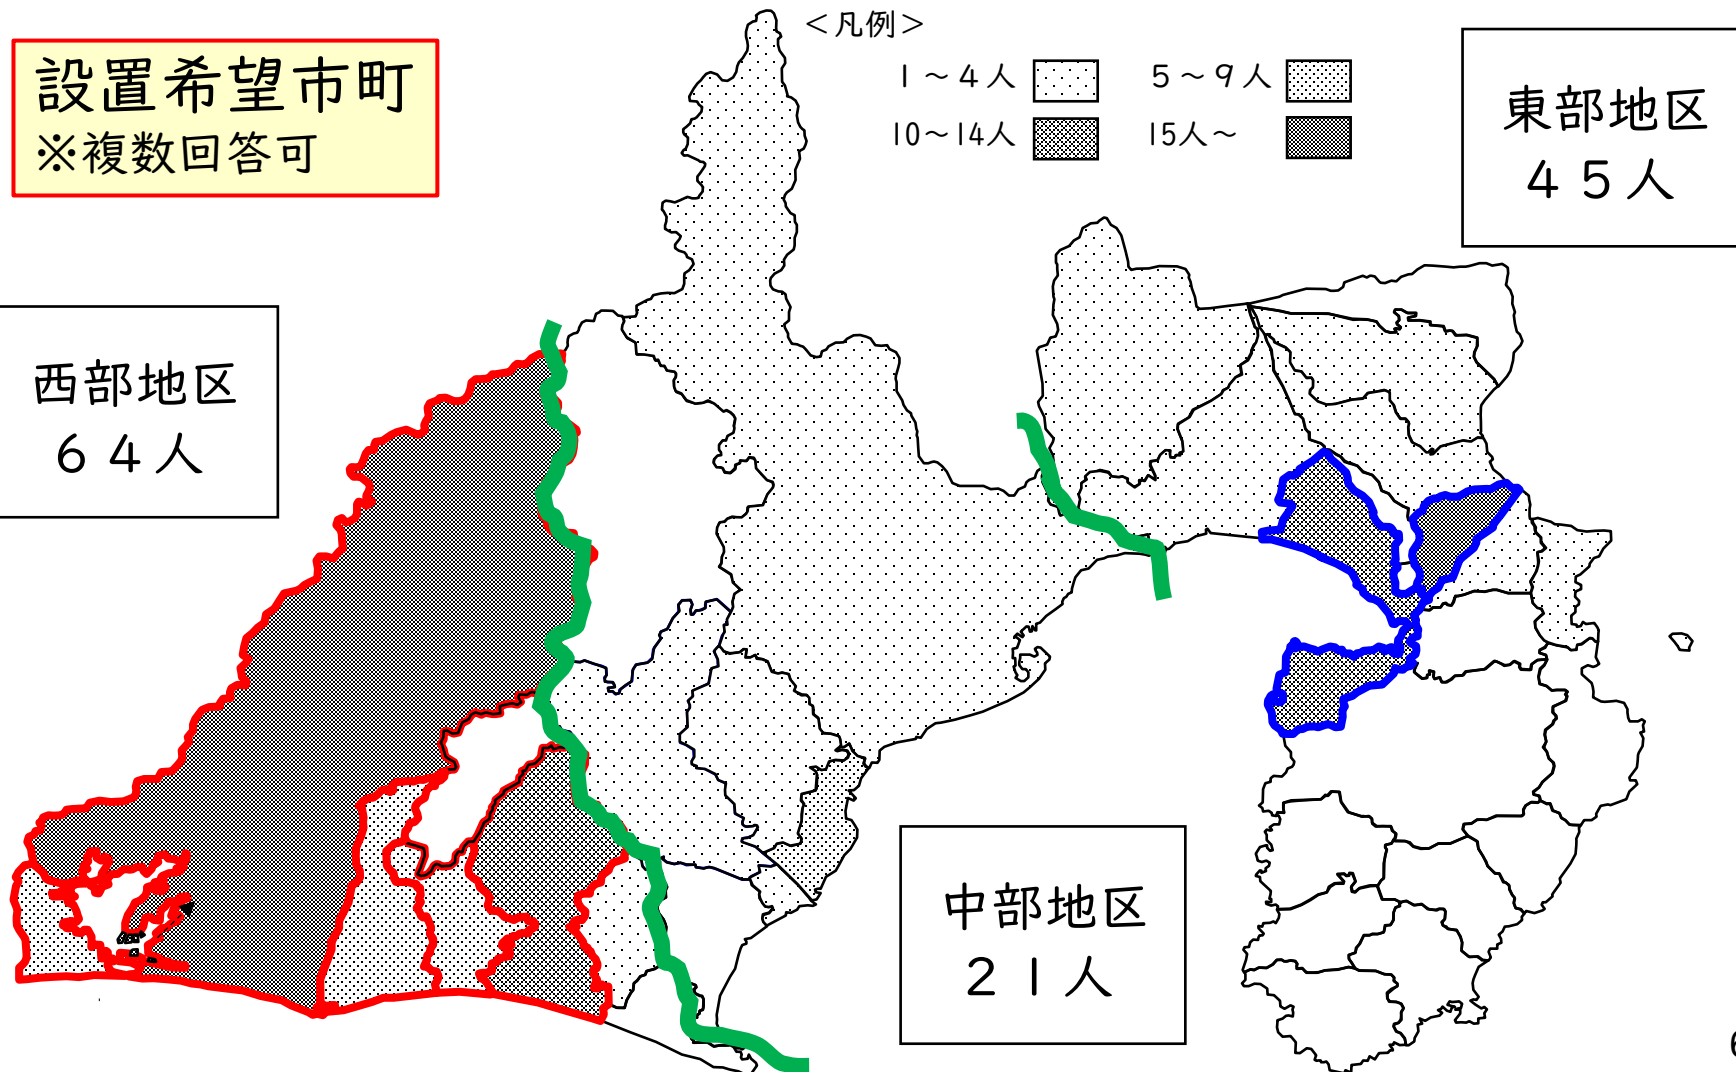 設置希望市町
※複数回答可
＜凡例＞
1～4人
5～9人
10～14人
15人～
東部地区
45人
西部地区
64人
中部地区
21人